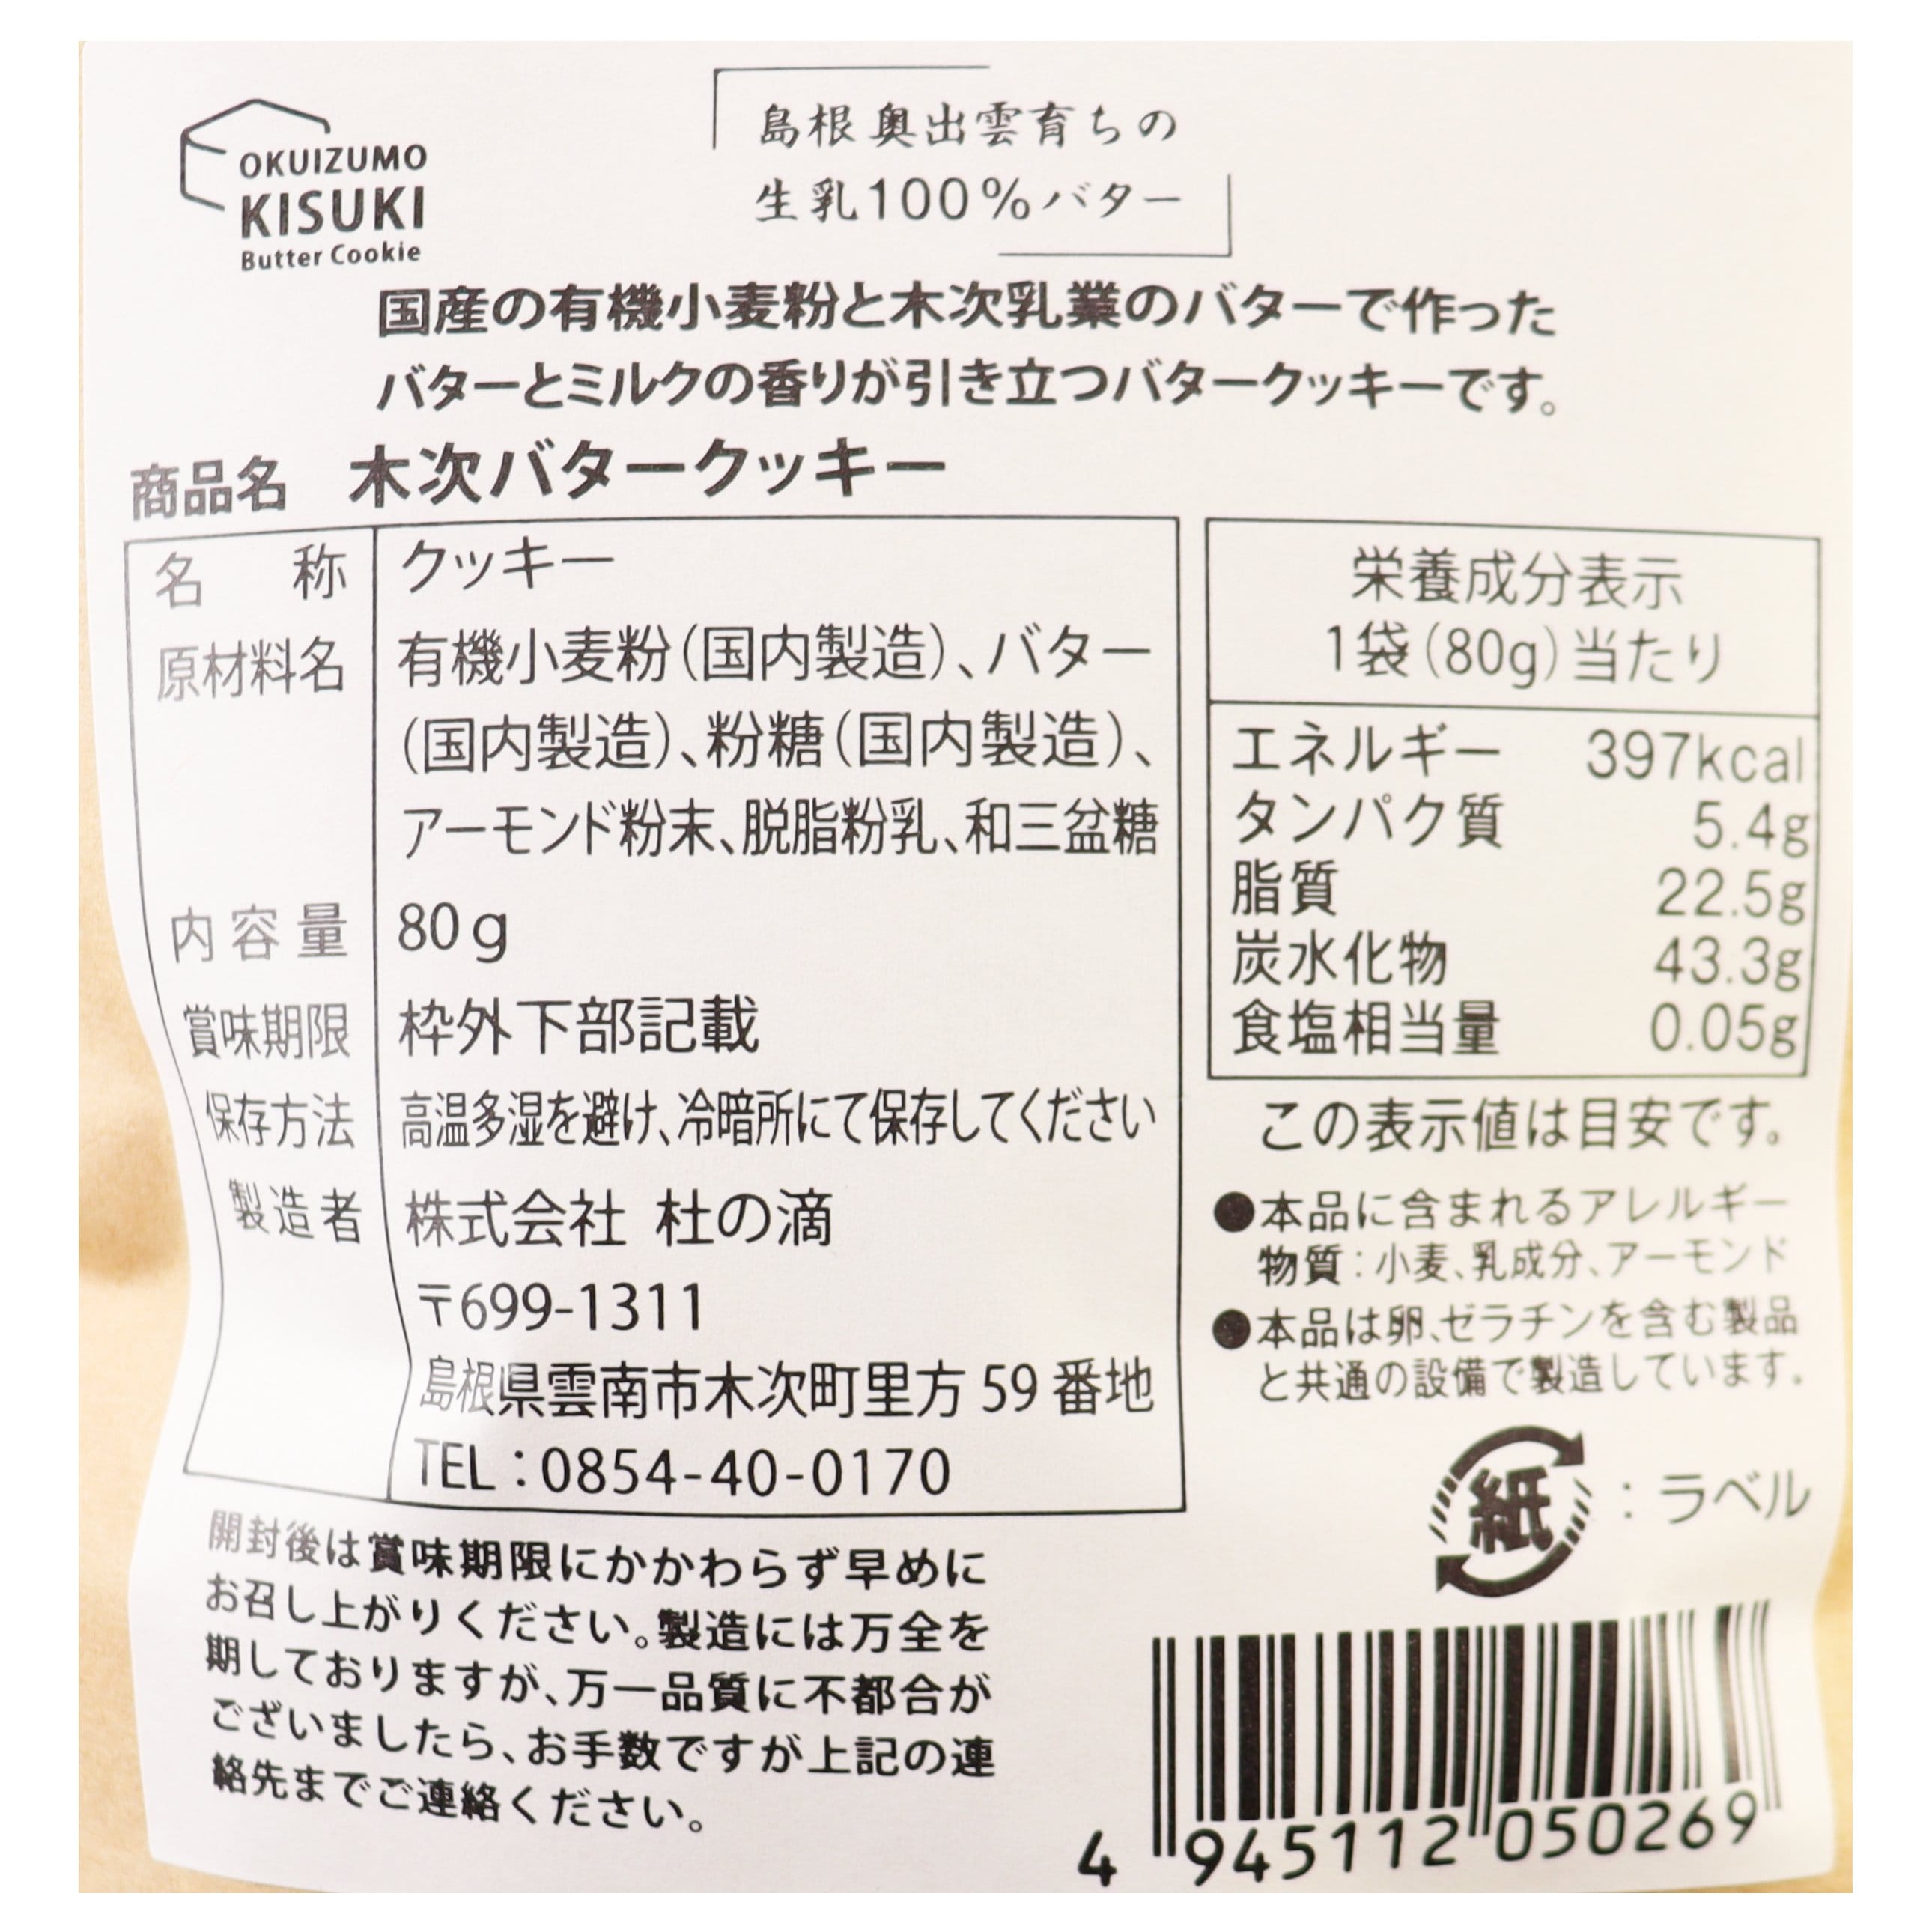 OKUIZUMO
KISUKI
Butter Cookie
島根奥出雲育ちの
生乳100%バター
国産の有機小麦粉と木次乳業のバターで作った
バターとミルクの香りが引き立つバタークッキーです。
商品名 木次バタークッキー
名称 クッキー
原材料名 有機小麦粉(国内製造)、バター
(国内製造)、粉糖(国内製造)、
アーモンド粉末、脱脂粉乳、和三盆糖
内容量 80g
賞味期限 枠外下部記載
保存方法 高温多湿を避け、冷暗所にて保存してください
製造者 株式会社 杜の滴
〒699-1311
島根県雲南市木次町里方59番地
TEL:0854-40-0170
栄養成分表示
1袋(80g)当たり
エネルギー 397kcal
タンパク質 5.4g
脂質 22.5g
炭水化物 43.3g
食塩相当量 0.05g
この表示値は目安です。
●本品に含まれるアレルギー
物質:小麦、乳成分、アーモンド
●本品は卵、ゼラチンを含む製品
と共通の設備で製造しています。
紙:ラベル
開封後は賞味期限にかかわらず早めに
お召し上がりください。製造には万全を
期しておりますが、万一品質に不都合が
ございましたら、お手数ですが上記の連
絡先までご連絡ください。
4 945112 050269